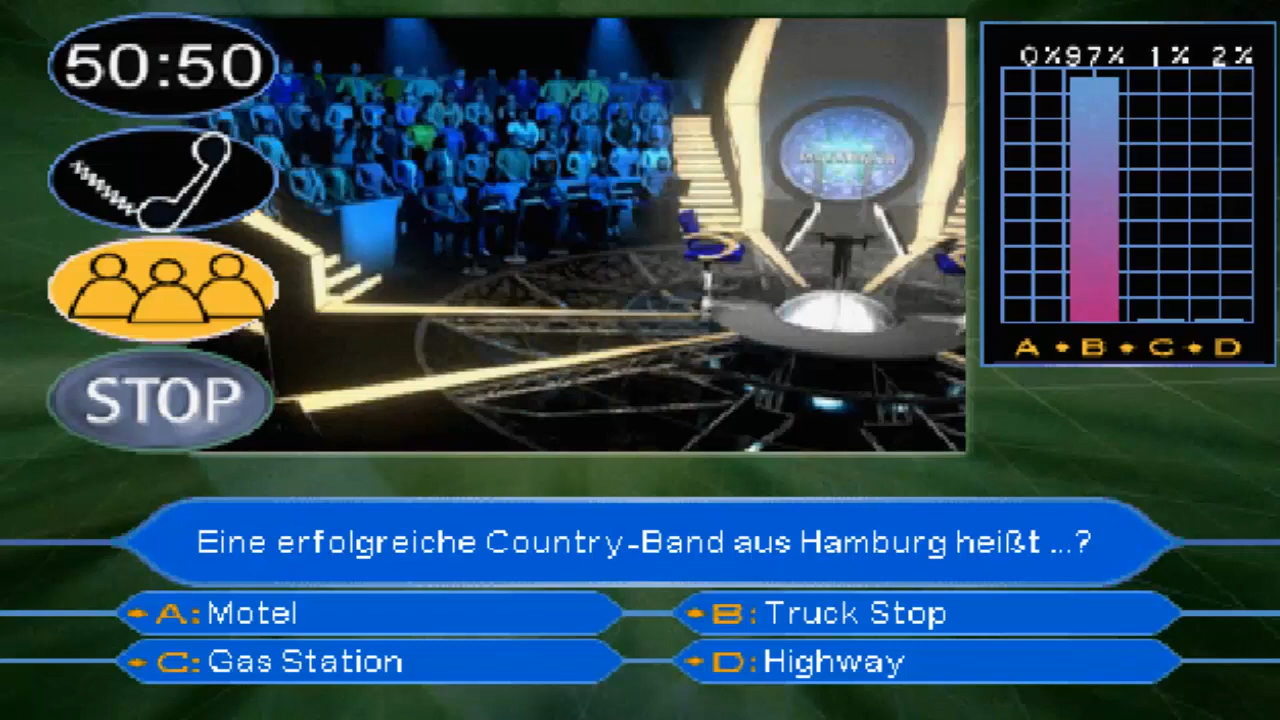 50:50
0% 97% 1% 2%
A B C D
STOP
Eine erfolgreiche Country-Band aus Hamburg heißt ...?
A: Motel
B: Truck Stop
C: Gas Station
D: Highway